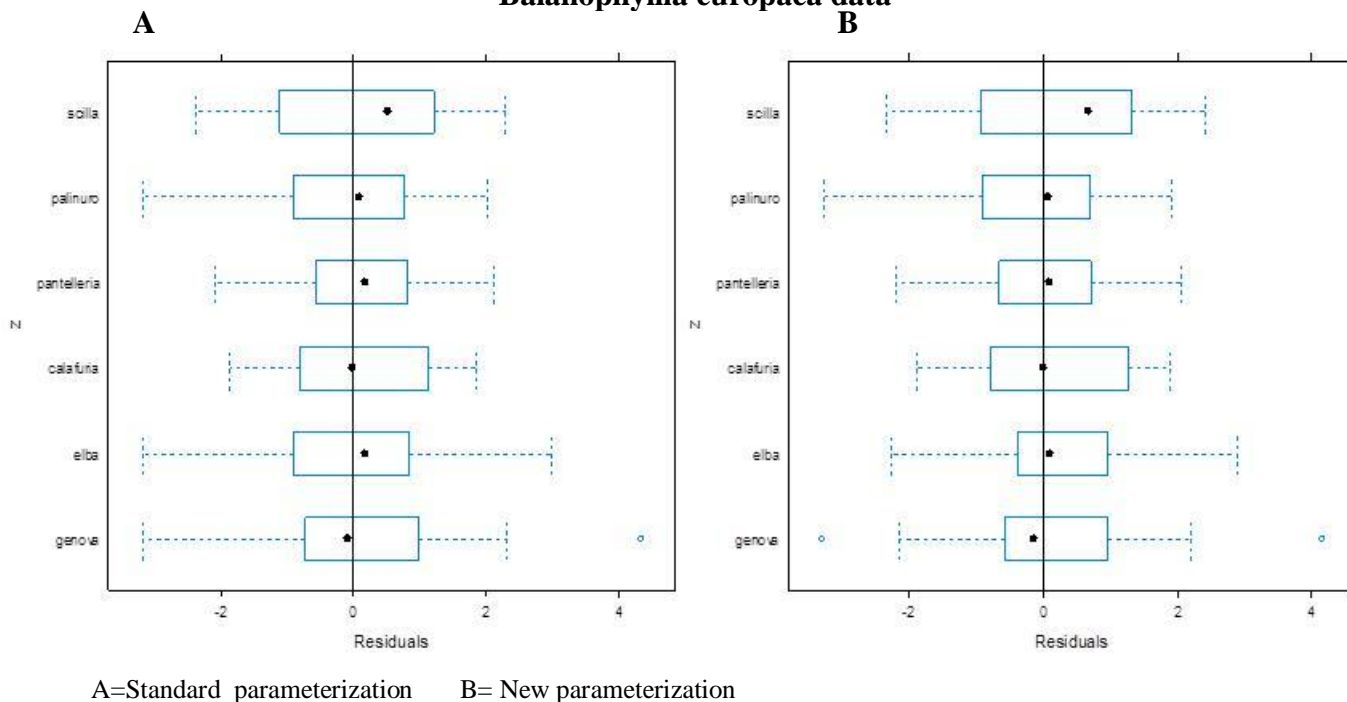 Balanophyllia europaea data
A
B
scilla
palinuro
pantelleria
calafuria
elba
genova
Z
-2 0 2 4
Residuals
scilla
palinuro
pantelleria
calafuria
elba
genova
Z
-2 0 2 4
Residuals
A=Standard parameterization B= New parameterization